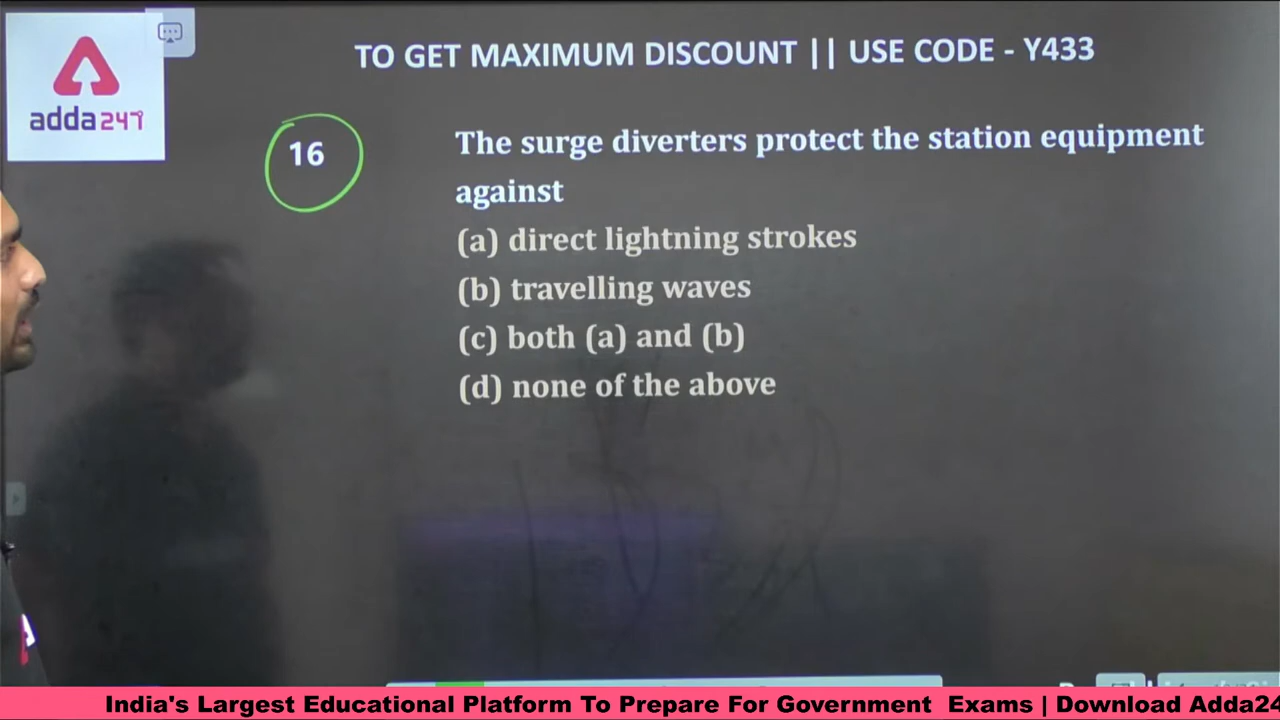 adda247
TO GET MAXIMUM DISCOUNT || USE CODE - Y433
16
The surge diverters protect the station equipment
against
(a) direct lightning strokes
(b) travelling waves
(c) both (a) and (b)
(d) none of the above
India's Largest Educational Platform To Prepare For Government Exams | Download Adda24